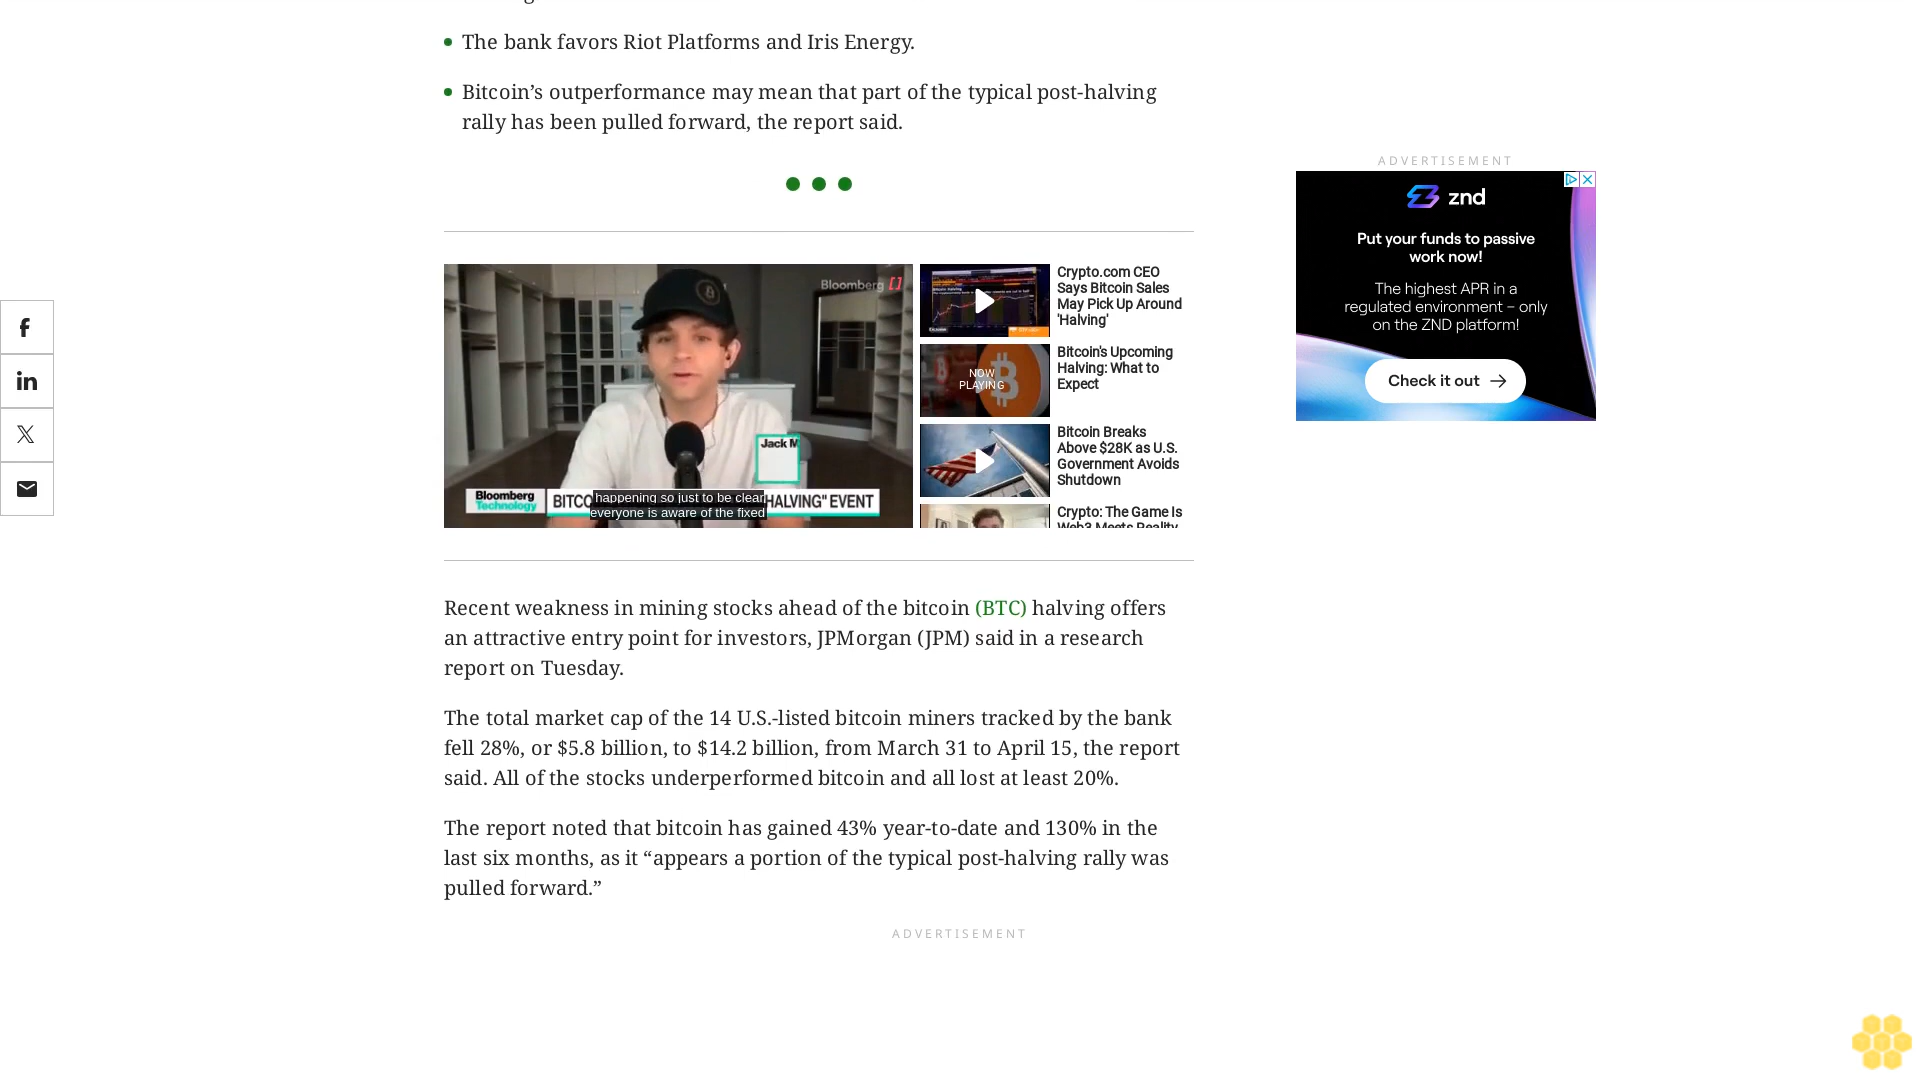 The bank favors Riot Platforms and Iris Energy.
Bitcoin’s outperformance may mean that part of the typical post-halving
rally has been pulled forward, the report said.
ADVERTISEMENT
znd
Put your funds to passive
work now!
The highest APR in a
regulated environment – only
on the ZND platform!
Check it out
Bloomberg
Jack M
Bloomberg
Technology
BITCO
HALVING" EVENT
happening so just to be clear
everyone is aware of the fixed
Crypto.com CEO
Says Bitcoin Sales
May Pick Up Around
'Halving'
NOW
PLAYING
Bitcoin's Upcoming
Halving: What to
Expect
Bitcoin Breaks
Above $28K as U.S.
Government Avoids
Shutdown
Crypto: The Game Is
Web3 Meets Reality
Recent weakness in mining stocks ahead of the bitcoin (BTC) halving offers
an attractive entry point for investors, JPMorgan (JPM) said in a research
report on Tuesday.
The total market cap of the 14 U.S.-listed bitcoin miners tracked by the bank
fell 28%, or $5.8 billion, to $14.2 billion, from March 31 to April 15, the report
said. All of the stocks underperformed bitcoin and all lost at least 20%.
The report noted that bitcoin has gained 43% year-to-date and 130% in the
last six months, as it “appears a portion of the typical post-halving rally was
pulled forward.”
ADVERTISEMENT